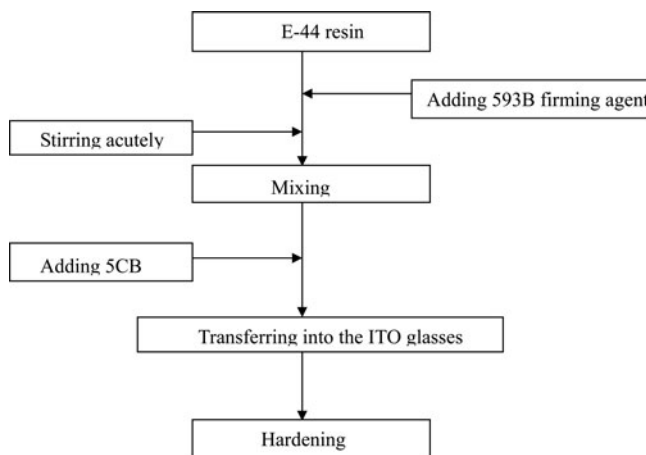 E-44 resin
Adding 593B firming agent
Stirring acutely
Mixing
Adding 5CB
Transferring into the ITO glasses
Hardening